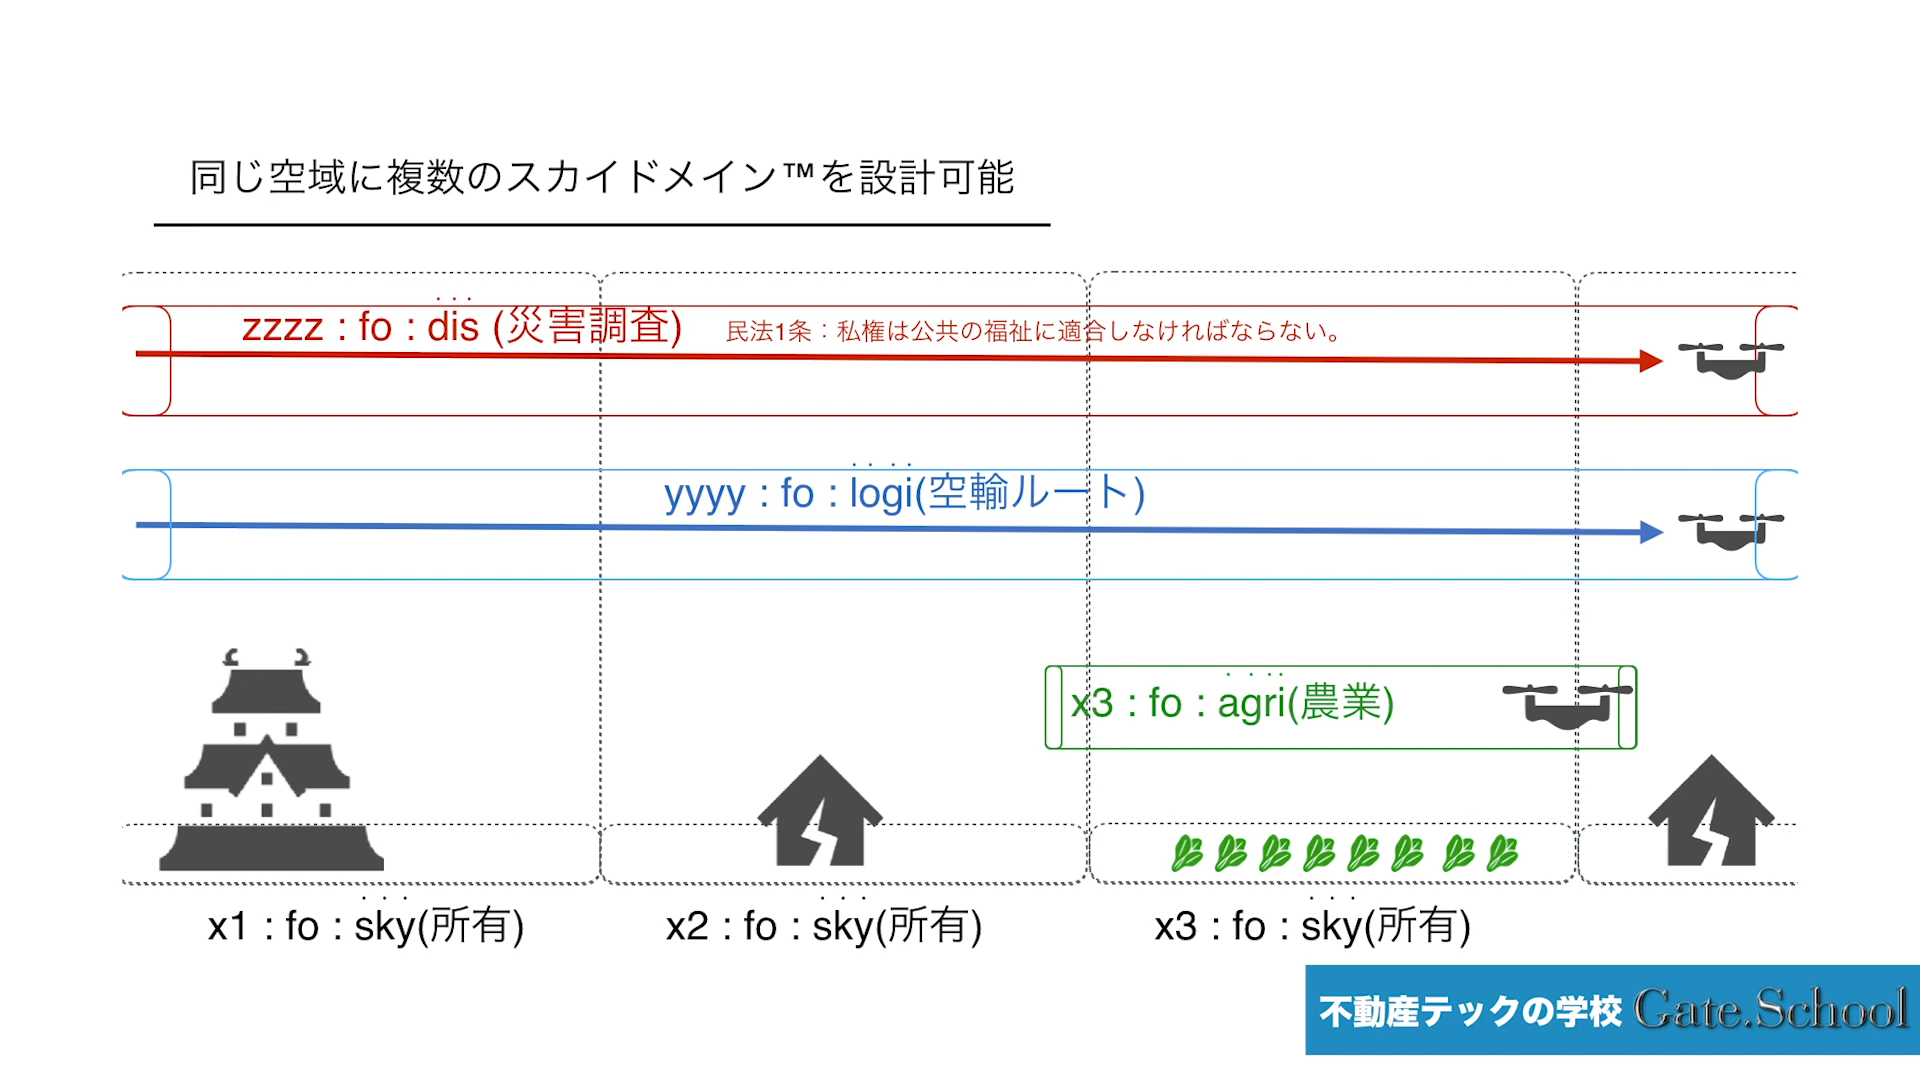 同じ空域に複数のスカイドメイン™を設計可能
zzzz : fo : dis (災害調査) 民法1条：私権は公共の福祉に適合しなければならない。
yyyy : fo : logi(空輸ルート)
x3 : fo : agri(農業)
x1 : fo : sky(所有) x2 : fo : sky(所有) x3 : fo : sky(所有)
不動産テックの学校 Gate.School